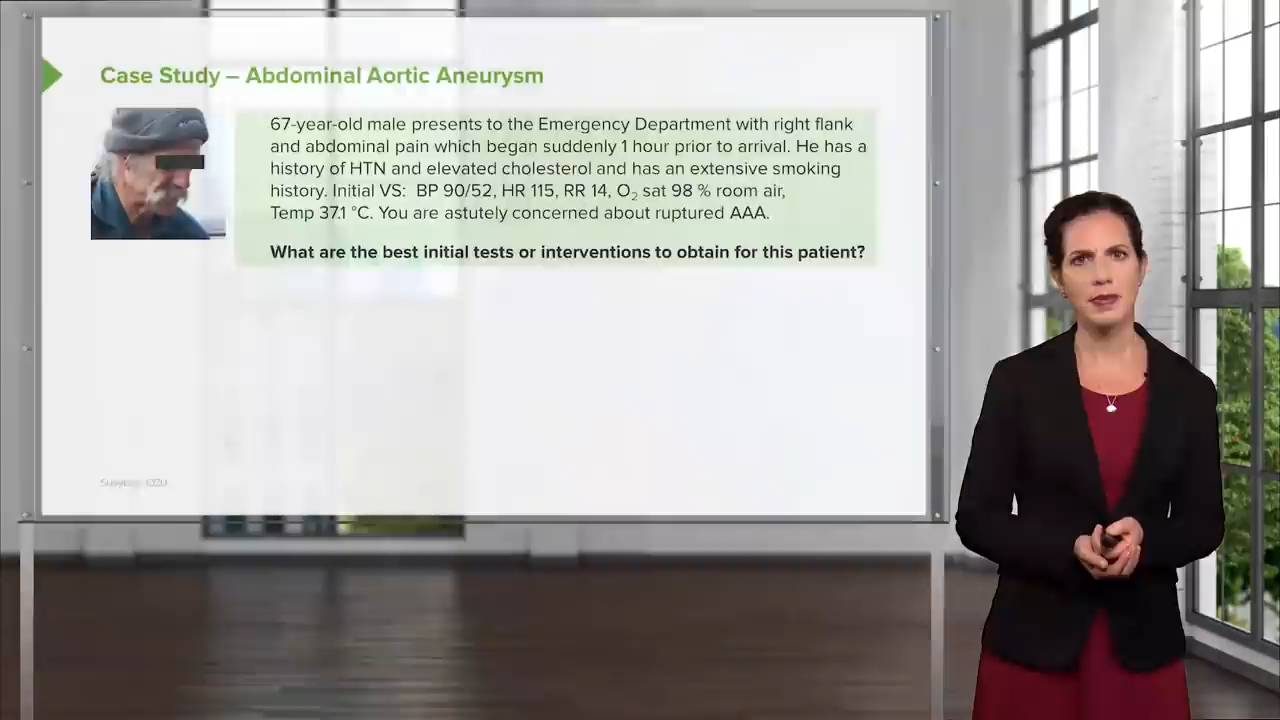 Case Study – Abdominal Aortic Aneurysm
67-year-old male presents to the Emergency Department with right flank
and abdominal pain which began suddenly 1 hour prior to arrival. He has a
history of HTN and elevated cholesterol and has an extensive smoking
history. Initial VS: BP 90/52, HR 115, RR 14, O₂ sat 98 % room air,
Temp 37.1 °C. You are astutely concerned about ruptured AAA.
What are the best initial tests or interventions to obtain for this patient?